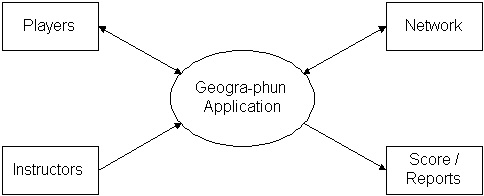 Players
Network
Geogra-phun
Application
Instructors
Score /
Reports